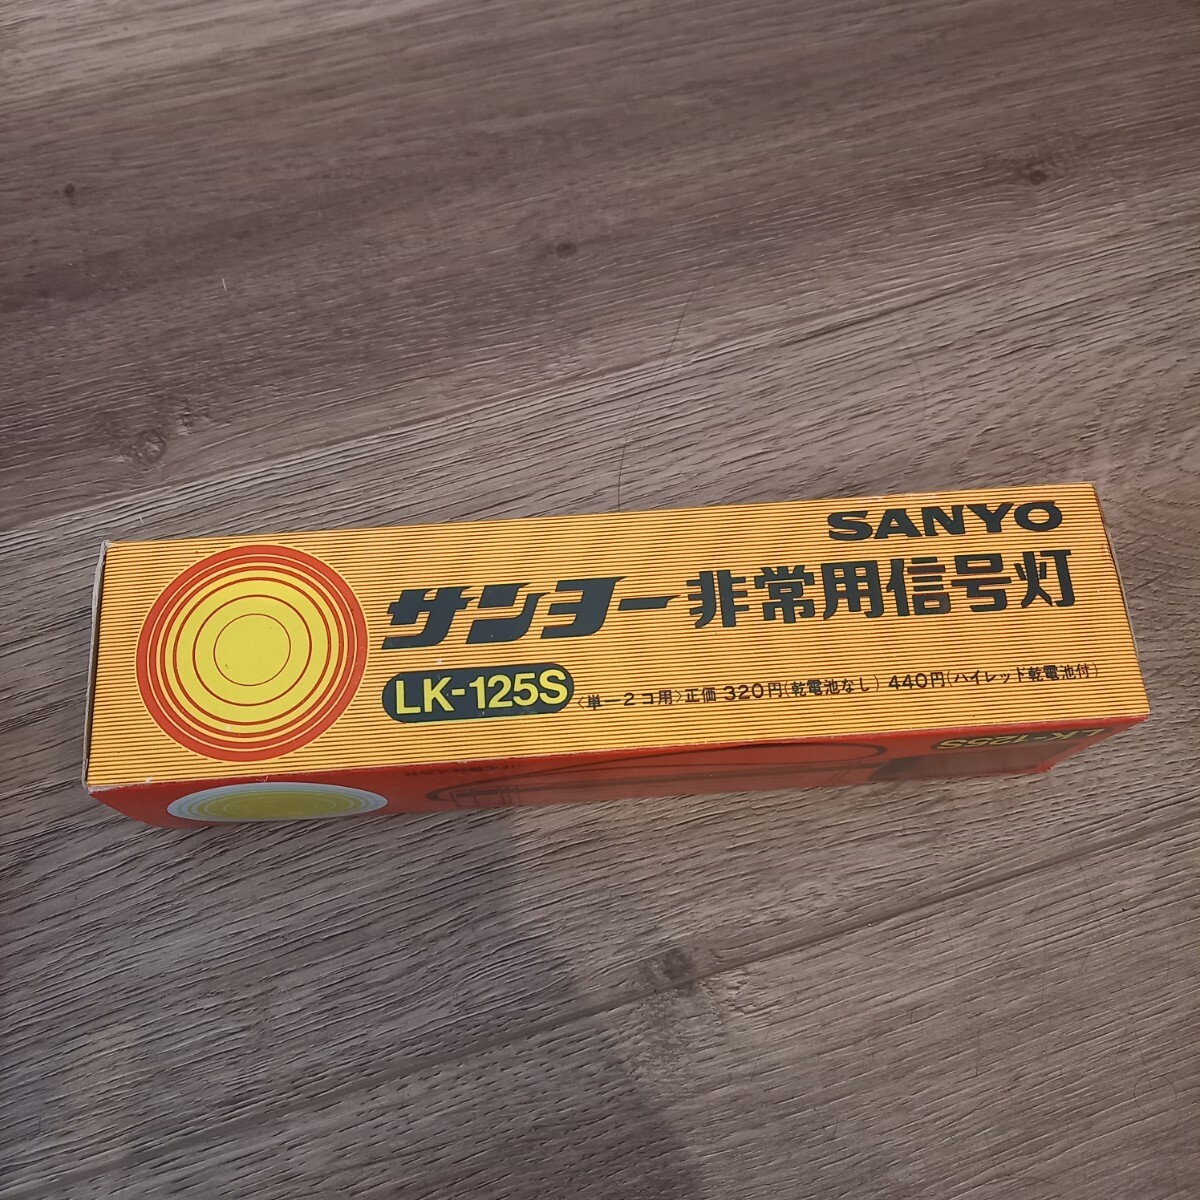 SANYO
サンヨー非常用信号灯
LK-125S 〈単一2コ用〉正価 320円(乾電池なし) 440円(ハイレッド乾電池付)
LK-125S